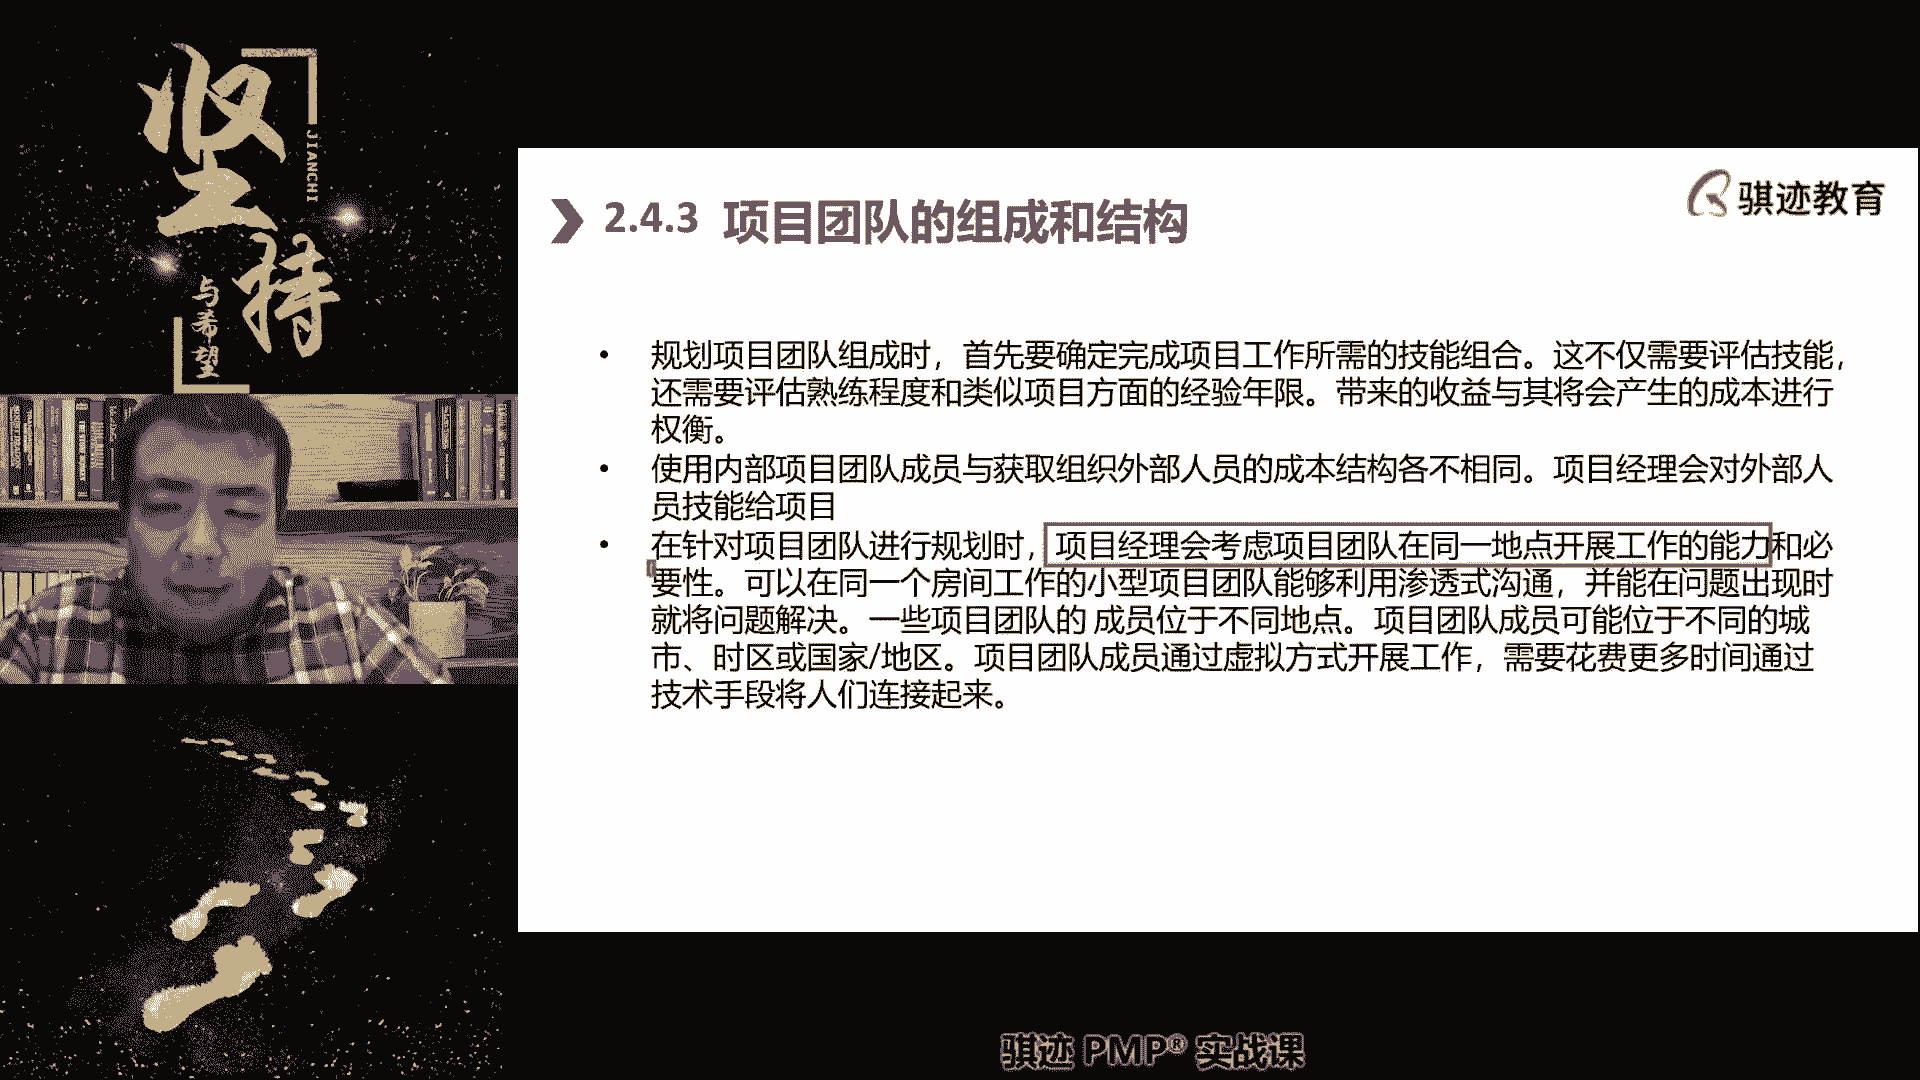 坚持
JIANCHI
与希望
骐迹教育
2.4.3 项目团队的组成和结构
• 规划项目团队组成时，首先要确定完成项目工作所需的技能组合。这不仅需要评估技能，
还需要评估熟练程度和类似项目方面的经验年限。带来的收益与其将会产生的成本进行
权衡。
• 使用内部项目团队成员与获取组织外部人员的成本结构各不相同。项目经理会对外部人
员技能给项目
• 在针对项目团队进行规划时，项目经理会考虑项目团队在同一地点开展工作的能力和必
要性。可以在同一个房间工作的小型项目团队能够利用渗透式沟通，并能在问题出现时
就将问题解决。一些项目团队的 成员位于不同地点。项目团队成员可能位于不同的城
市、时区或国家/地区。项目团队成员通过虚拟方式开展工作，需要花费更多时间通过
技术手段将人们连接起来。
骐迹 PMP® 实战课